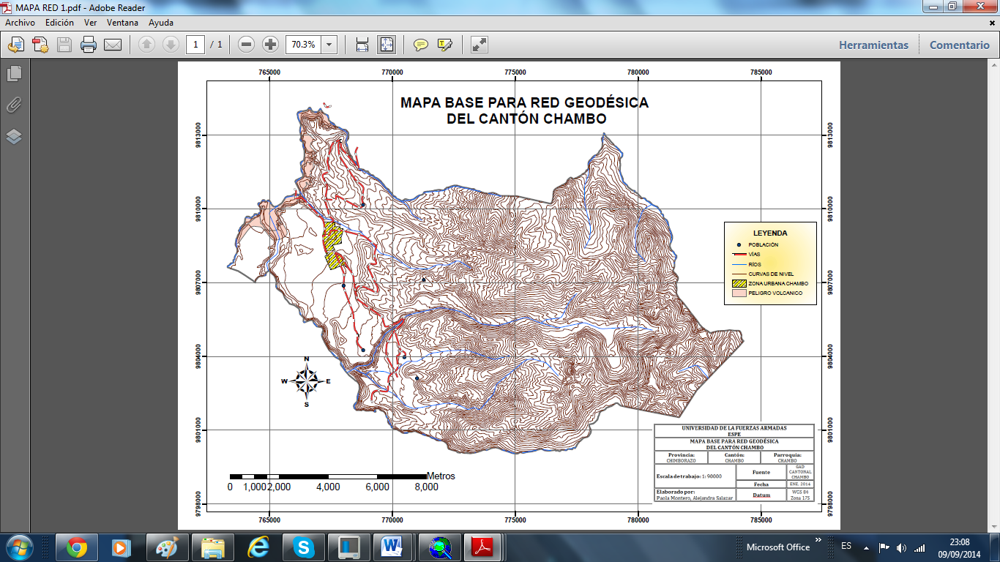 MAPA RED 1.pdf - Adobe Reader
Archivo Edición Ver Ventana Ayuda
1 / 1 70.3% Herramientas Comentario
765000 770000 775000 780000 785000
MAPA BASE PARA RED GEODÉSICA
DEL CANTÓN CHAMBO
9813000 9813000
9810000 9810000
LEYENDA
POBLACIÓN
VÍAS
RÍOS
CURVAS DE NIVEL
ZONA URBANA CHAMBO
PELIGRO VOLCANICO
9807000 9807000
9804000 9804000
N
W E
S
9801000 9801000
UNIVERSIDAD DE LA FUERZAS ARMADAS
ESPE
MAPA BASE PARA RED GEODÉSICA
DEL CANTÓN CHAMBO
Provincia: Cantón: Parroquia:
CHIMBORAZO CHAMBO CHAMBO
Escala de trabajo: 1: 90000
Fuente
GAD
CANTONAL
CHAMBO
Fecha ENE. 2014
Elaborado por:
Paola Montero, Alejandra Salazar
Datum
WGS 84
Zona 17S
Metros
0 1,000 2,000 4,000 6,000 8,000
9798000 9798000
765000 770000 775000 780000 785000
Microsoft Office » ES 23:08
09/09/2014